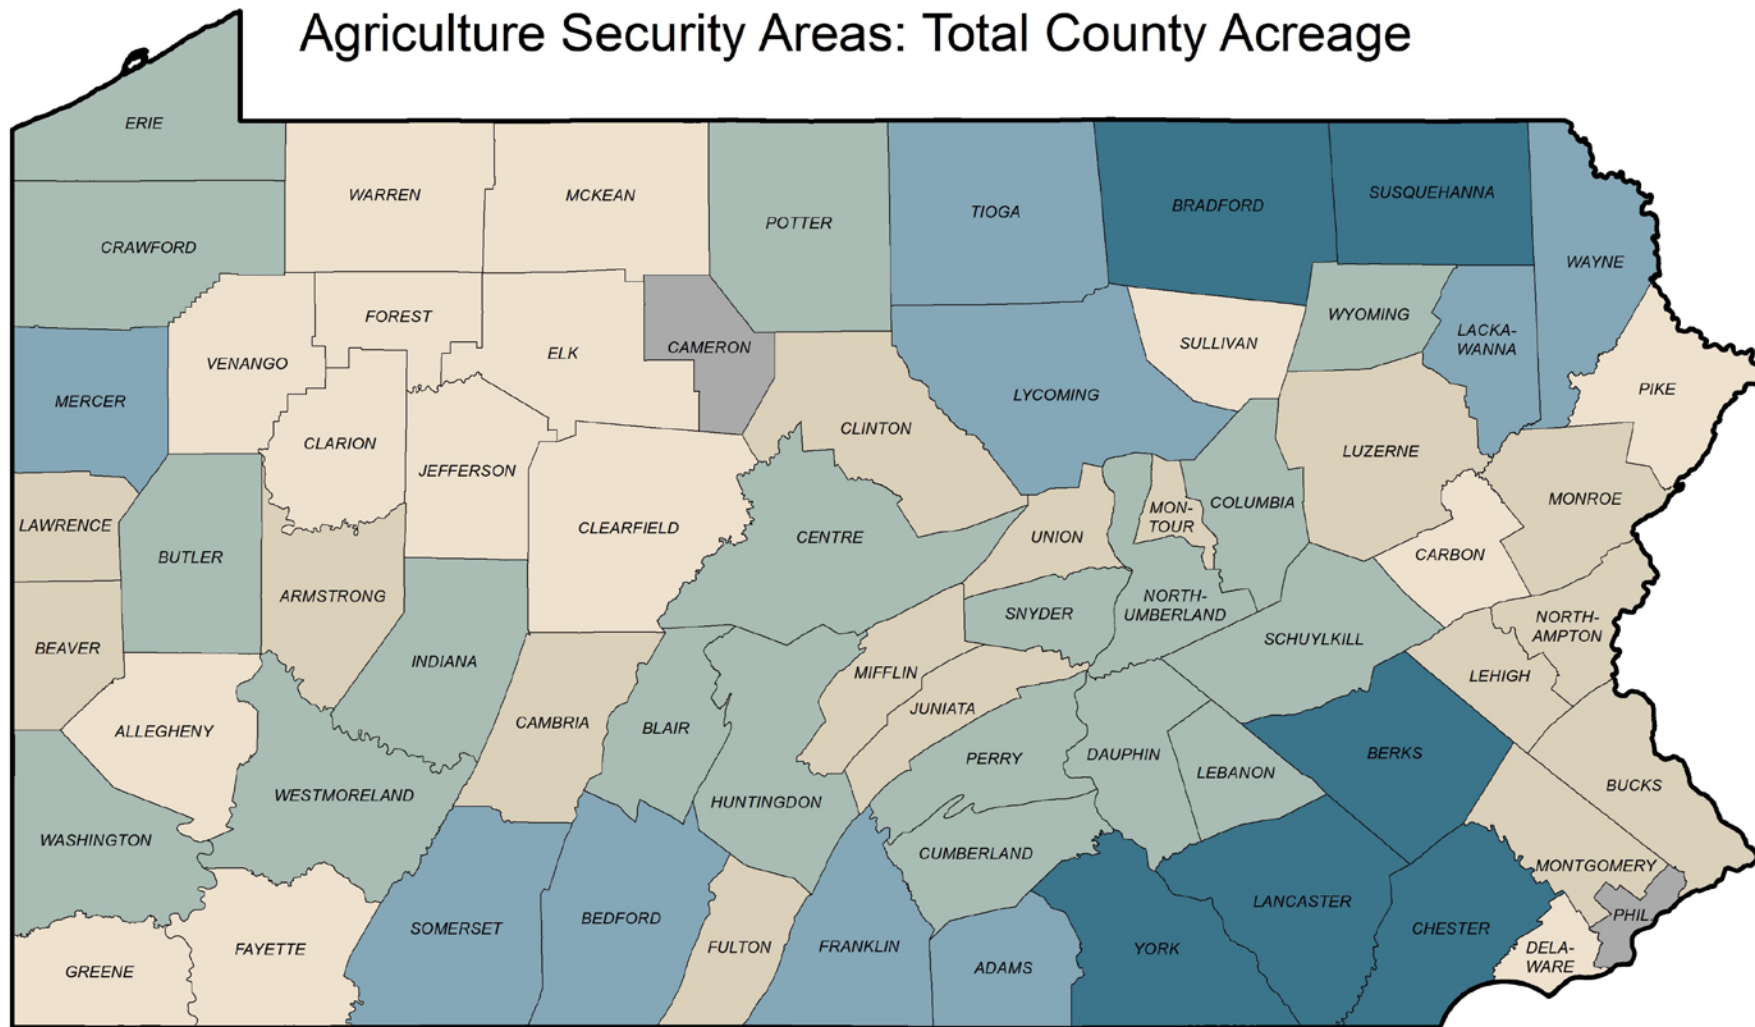 Agriculture Security Areas: Total County Acreage
ERIE
WARREN
MCKEAN
POTTER
TIOGA
BRADFORD
SUSQUEHANNA
CRAWFORD
WAYNE
FOREST
CAMERON
WYOMING
LACKA-
WANNA
VENANGO
ELK
SULLIVAN
MERCER
LYCOMING
PIKE
CLARION
CLINTON
LUZERNE
JEFFERSON
MONROE
LAWRENCE
CLEARFIELD
COLUMBIA
MON-
TOUR
BUTLER
CENTRE
UNION
CARBON
ARMSTRONG
SNYDER
NORTH-
UMBERLAND
NORTH-
AMPTON
BEAVER
INDIANA
SCHUYLKILL
MIFFLIN
LEHIGH
ALLEGHENY
CAMBRIA
BLAIR
JUNIATA
PERRY
DAUPHIN
LEBANON
BERKS
BUCKS
WESTMORELAND
HUNTINGDON
WASHINGTON
CUMBERLAND
MONTGOMERY
SOMERSET
BEDFORD
LANCASTER
PHIL.
CHESTER
FAYETTE
FULTON
FRANKLIN
YORK
DELA-
WARE
GREENE
ADAMS